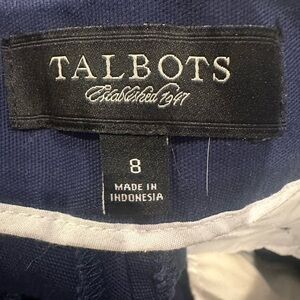 TALBOTS
Established 1947
8
MADE IN
INDONESIA